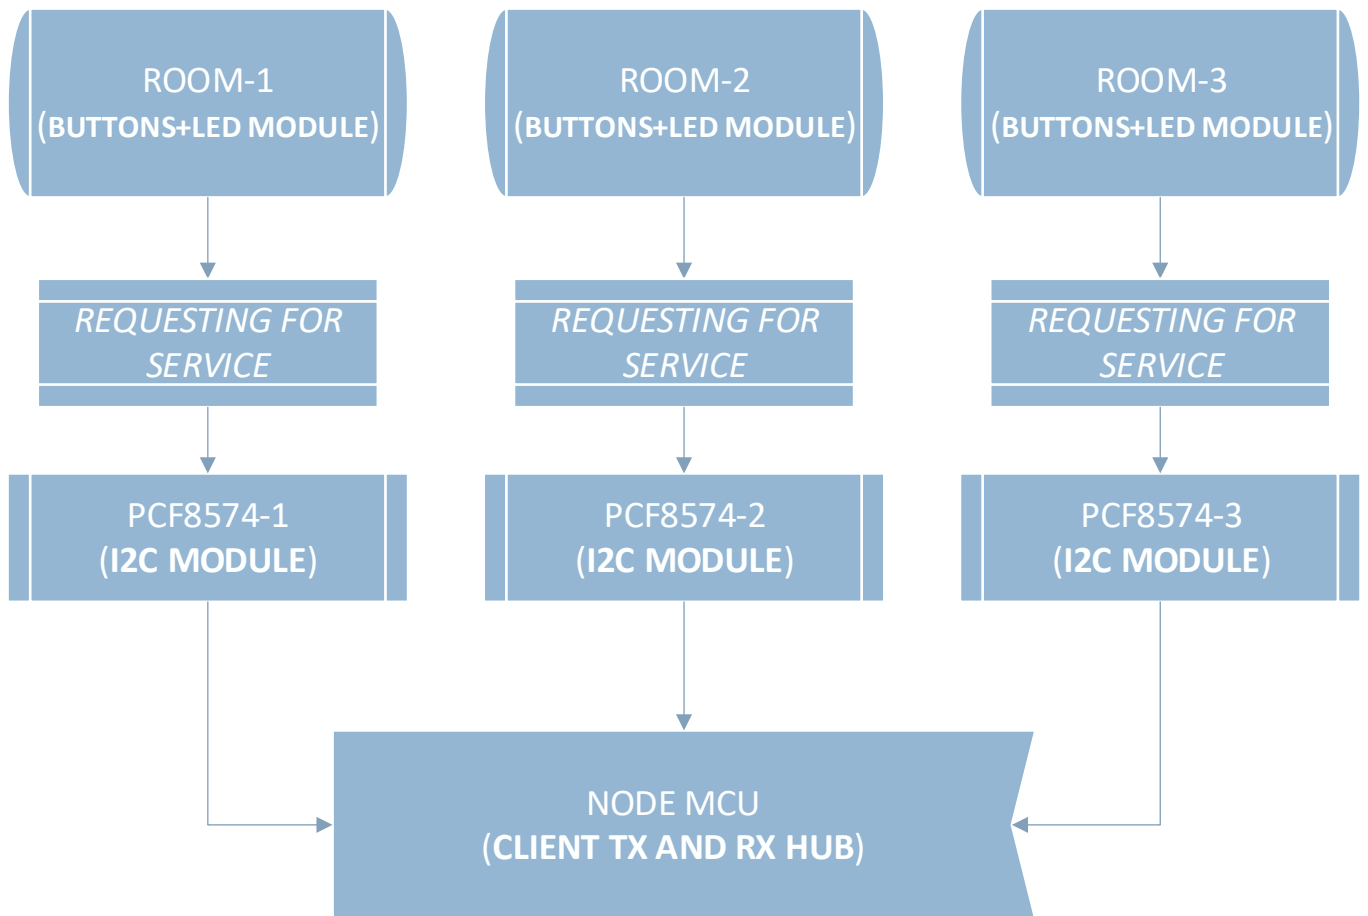 ROOM-1
(BUTTONS+LED MODULE)
ROOM-2
(BUTTONS+LED MODULE)
ROOM-3
(BUTTONS+LED MODULE)
REQUESTING FOR
SERVICE
REQUESTING FOR
SERVICE
REQUESTING FOR
SERVICE
PCF8574-1
(I2C MODULE)
PCF8574-2
(I2C MODULE)
PCF8574-3
(I2C MODULE)
NODE MCU
(CLIENT TX AND RX HUB)